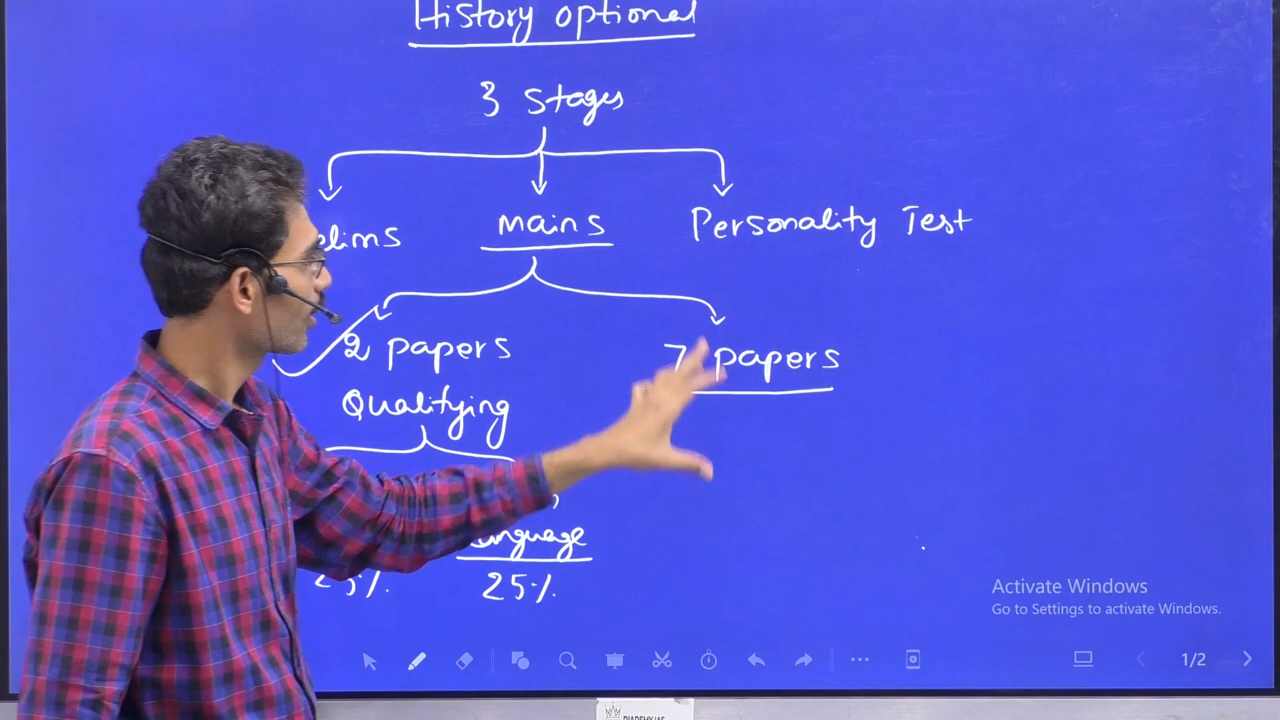 History optional
3 stages
elims
mains
Personality Test
2 papers
7 papers
Qualifying
nguage
25%.
25%.
Activate Windows
Go to Settings to activate Windows.
1/2